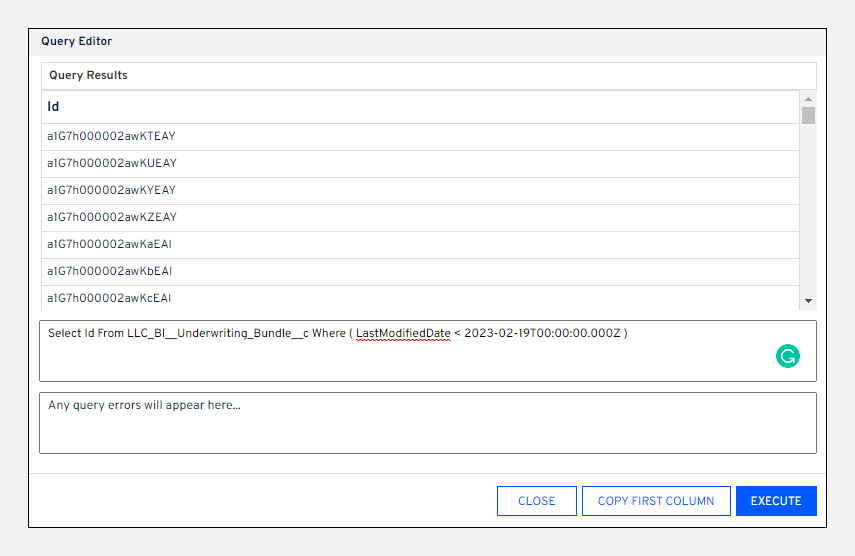 Query Editor
Query Results
Id
a1G7h000002awKTEAY
a1G7h000002awKUEAY
a1G7h000002awKYEAY
a1G7h000002awKZEAY
a1G7h000002awKaEAI
a1G7h000002awKbEAI
a1G7h000002awKcEAI
Select Id From LLC_BI__Underwriting_Bundle__c Where ( LastModifiedDate < 2023-02-19T00:00:00.000Z )
Any query errors will appear here...
CLOSE COPY FIRST COLUMN EXECUTE